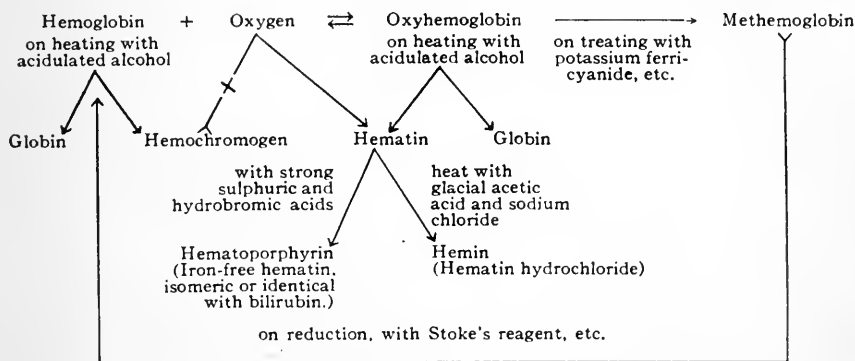 Hemoglobin + Oxygen ⇄ Oxyhemoglobin → Methemoglobin
on heating with
acidulated alcohol
on heating with
acidulated alcohol
on treating with
potassium ferri-
cyanide, etc.
Globin Hemochromogen Hematin Globin
with strong
sulphuric and
hydrobromic acids
heat with
glacial acetic
acid and sodium
chloride
Hematoporphyrin
(Iron-free hematin,
isomeric or identical
with bilirubin.)
Hemin
(Hematin hydrochloride)
on reduction, with Stoke's reagent, etc.